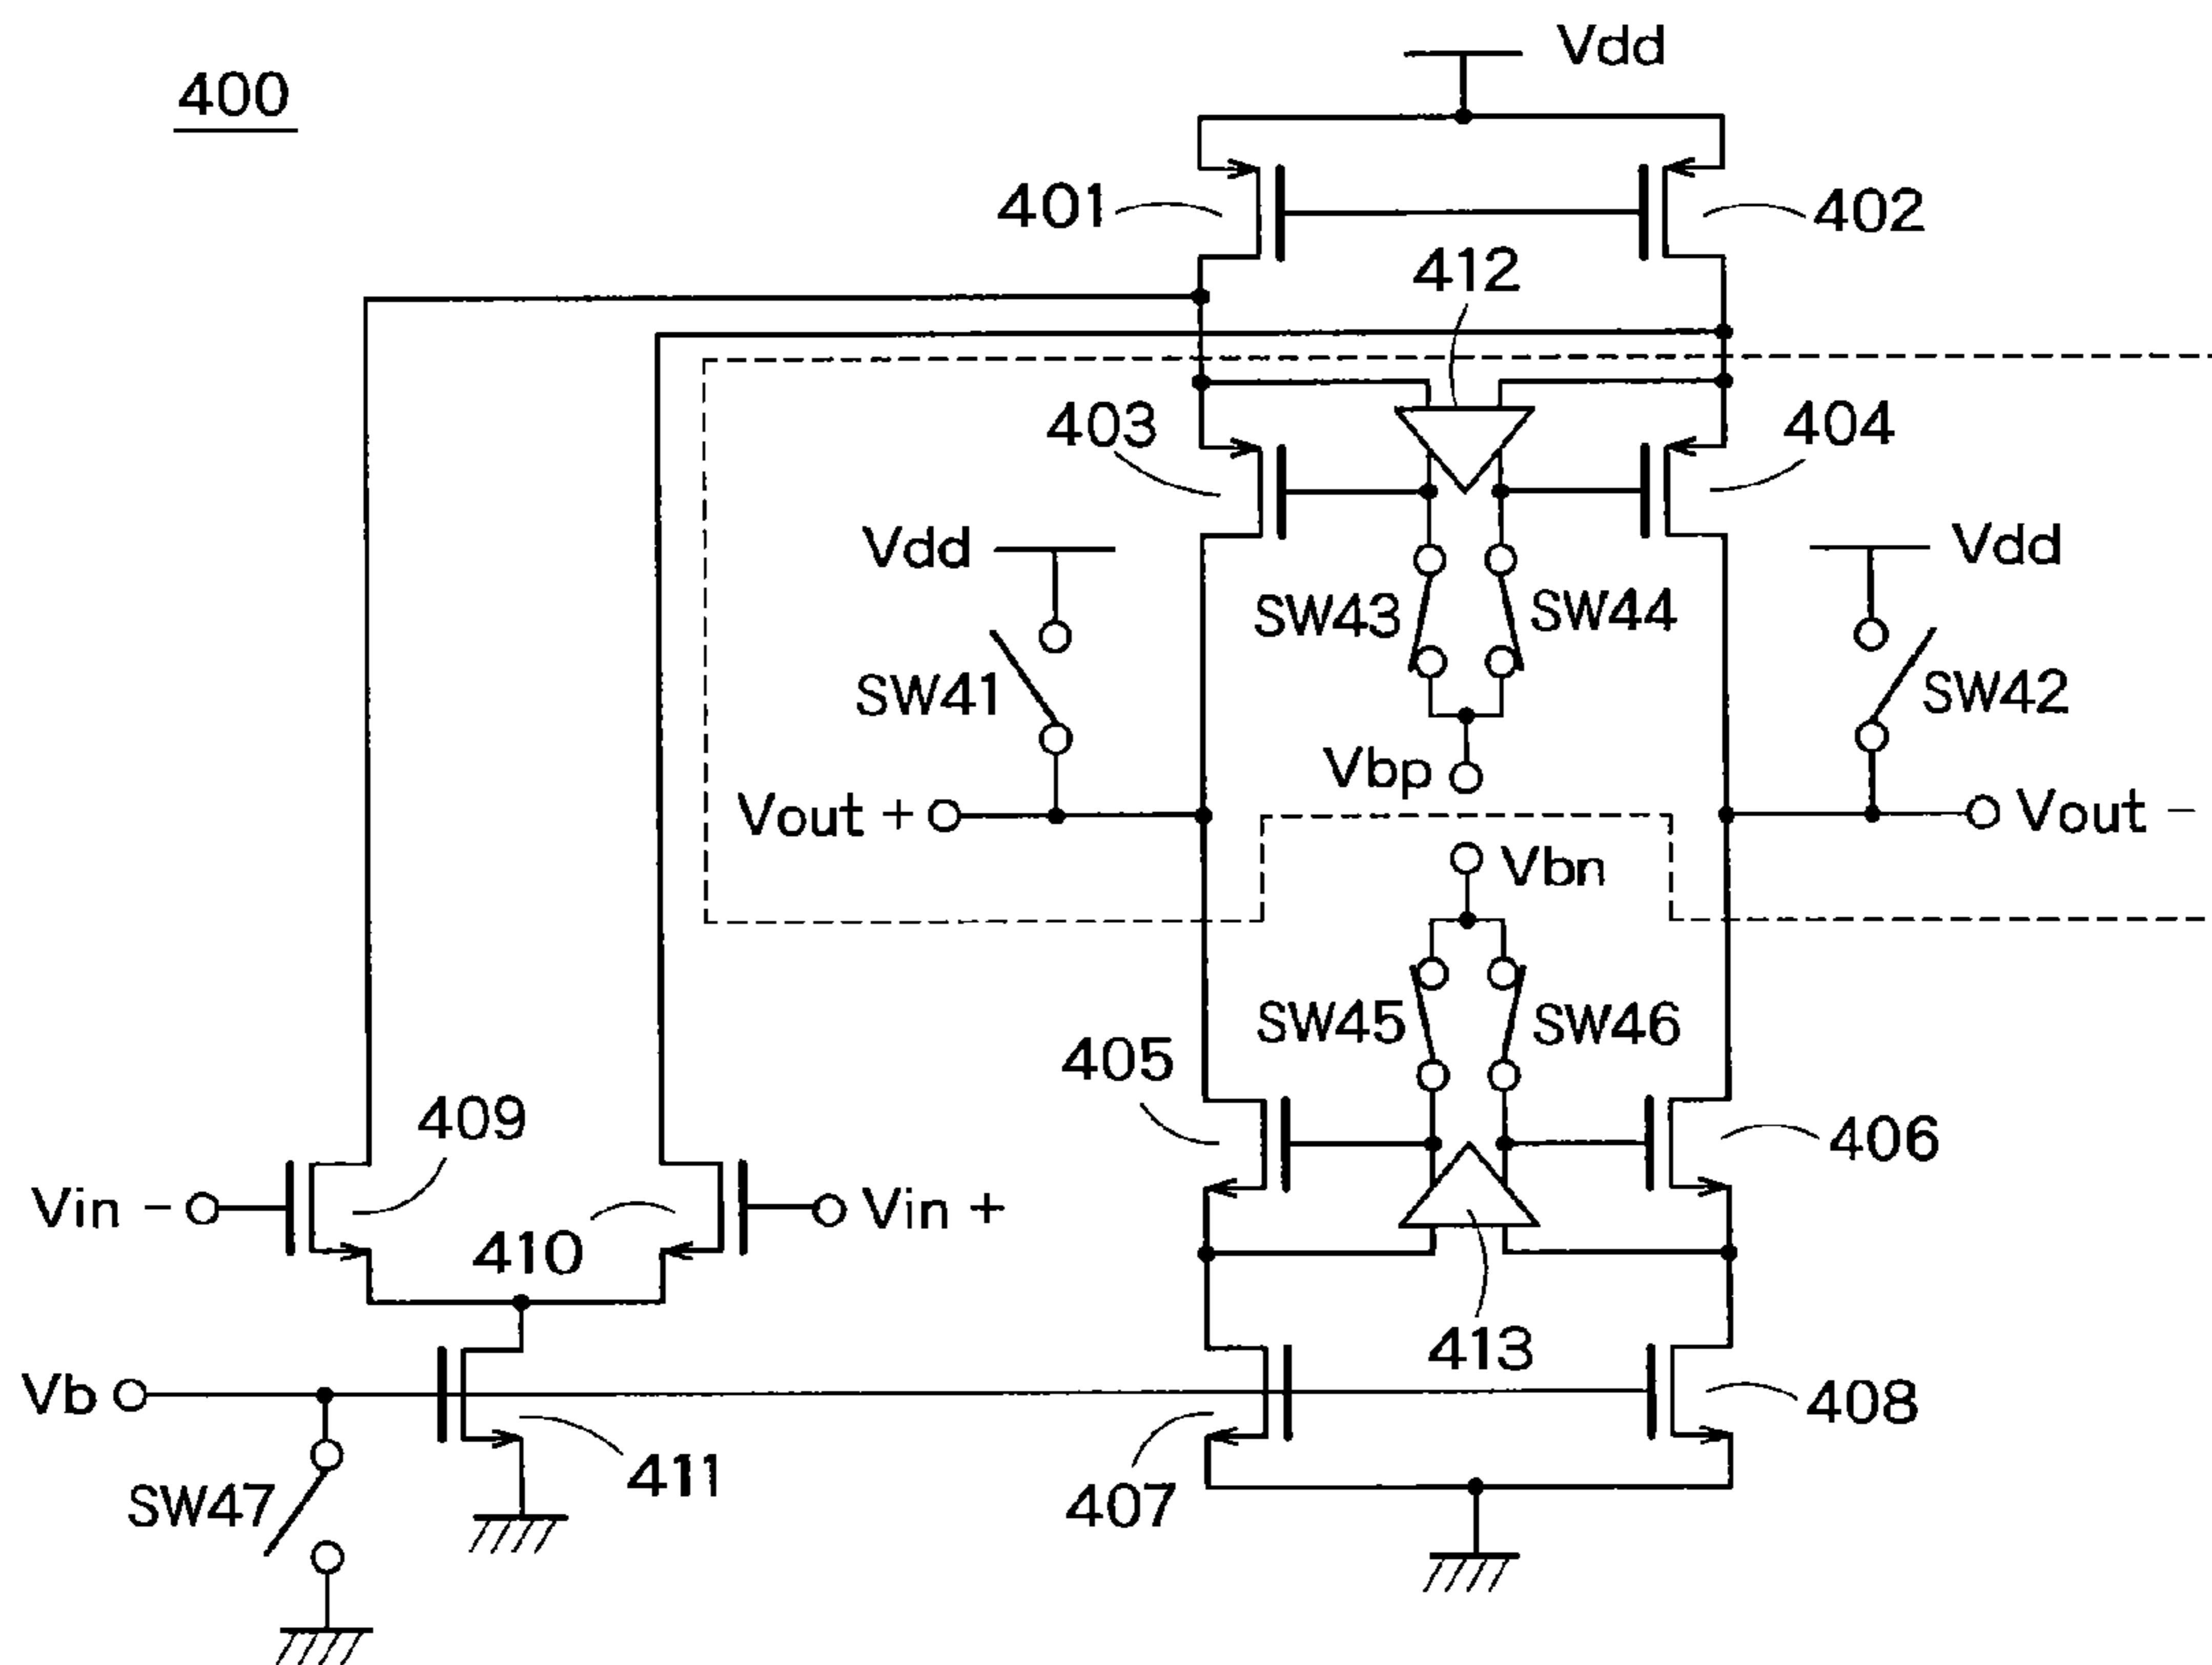 Vdd
400
401
402
412
403
404
Vdd
Vdd
SW43
SW44
SW41
SW42
Vbp
Vout +
Vout -
Vbn
SW45
SW46
405
409
406
Vin -
Vin +
410
413
Vb
408
411
SW47
407